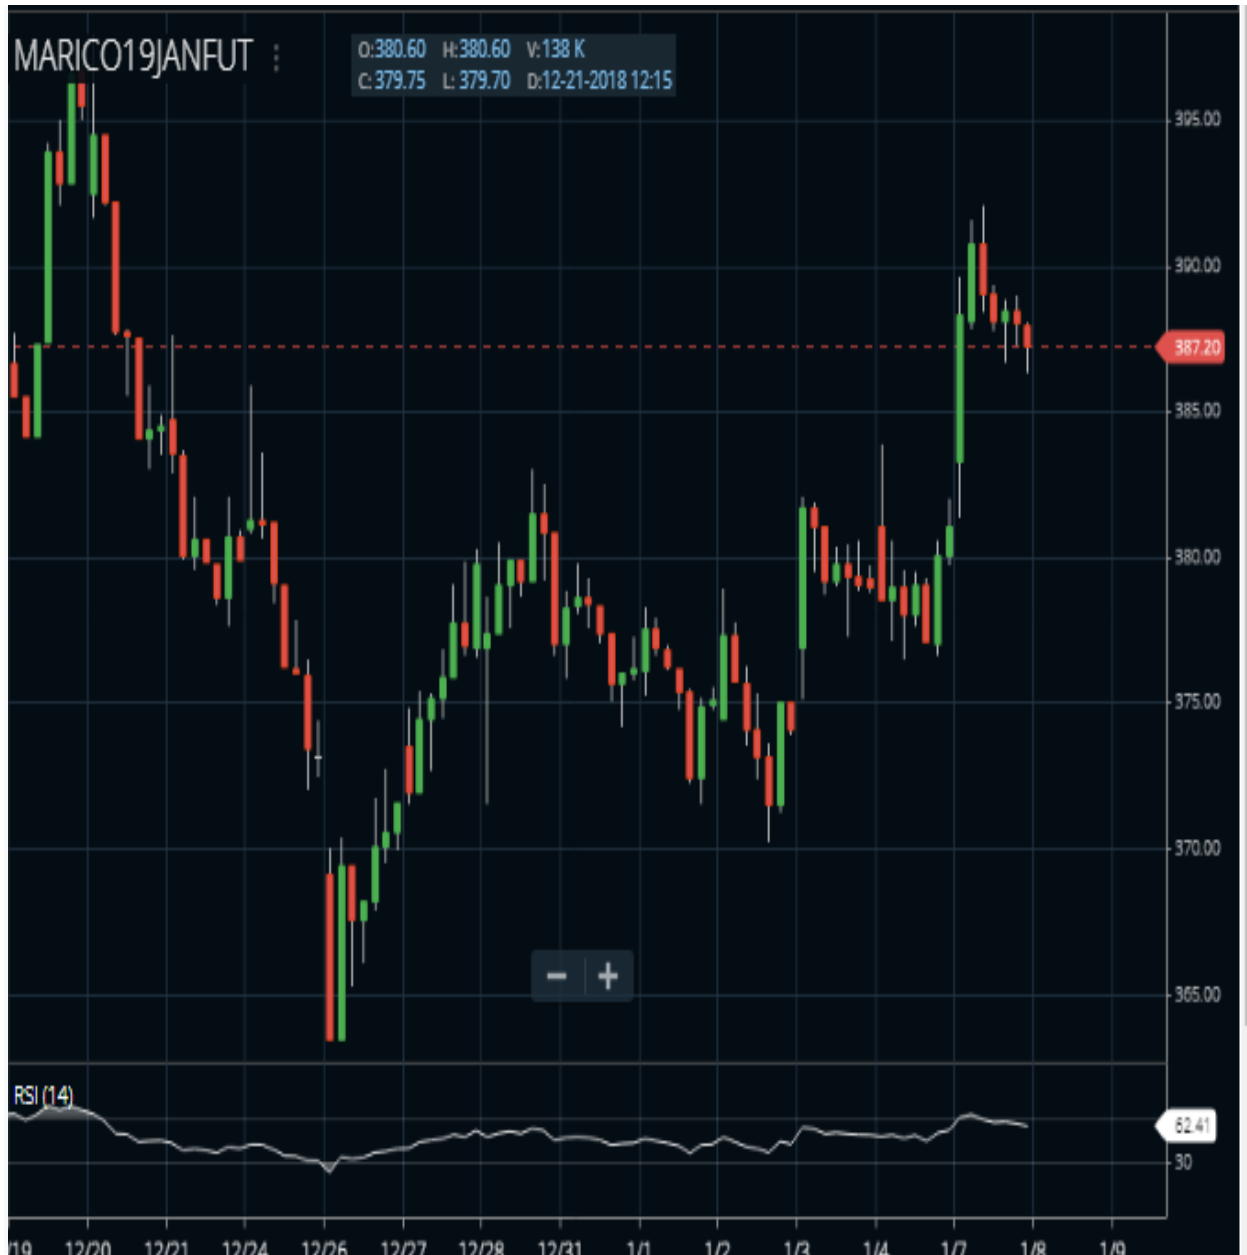 MARICO19JANFUT
O:380.60 H:380.60 V:138 K
C:379.75 L:379.70 D:12-21-2018 12:15
395.00
390.00
387.20
385.00
380.00
375.00
370.00
− +
365.00
RSI (14)
62.41
30
/19 12/20 12/21 12/24 12/26 12/27 12/28 12/31 1/1 1/2 1/3 1/4 1/7 1/8 1/9